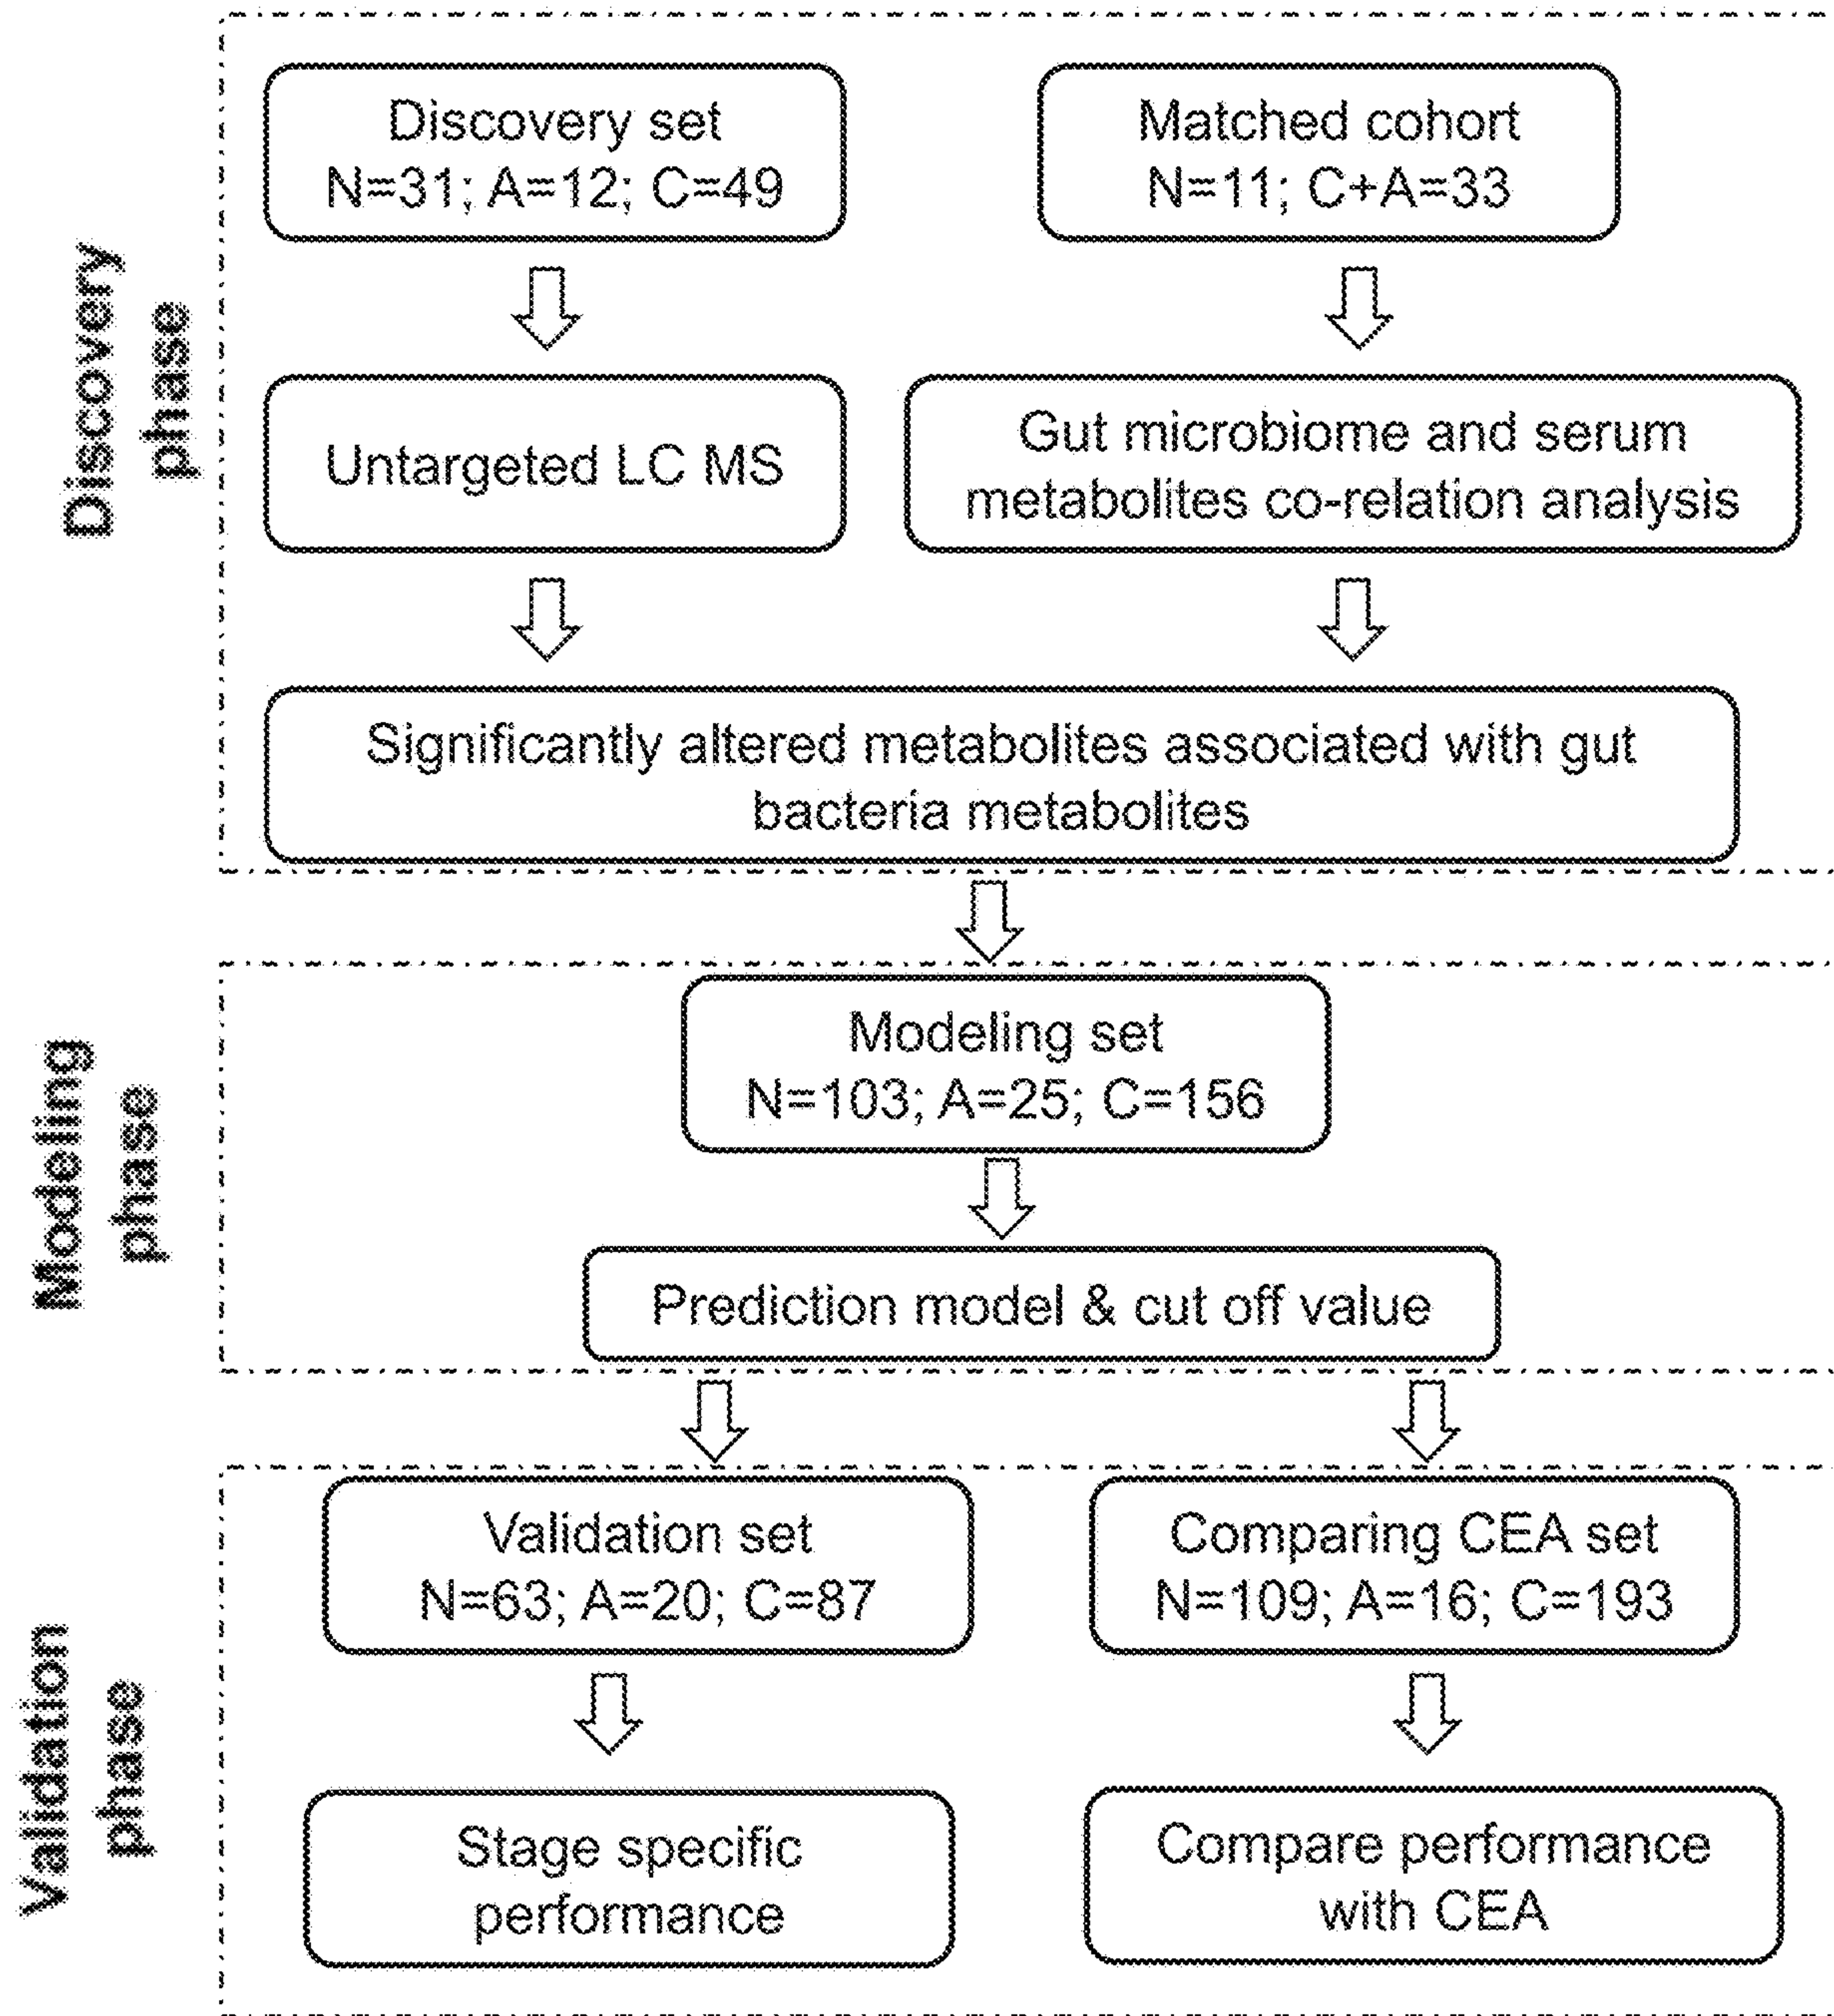 Discovery
phase
Discovery set
N=31; A=12; C=49
Matched cohort
N=11; C+A=33
Untargeted LC MS
Gut microbiome and serum
metabolites co-relation analysis
Significantly altered metabolites associated with gut
bacteria metabolites
Modeling
phase
Modeling set
N=103; A=25; C=156
Prediction model & cut off value
Validation
phase
Validation set
N=63; A=20; C=87
Comparing CEA set
N=109; A=16; C=193
Stage specific
performance
Compare performance
with CEA